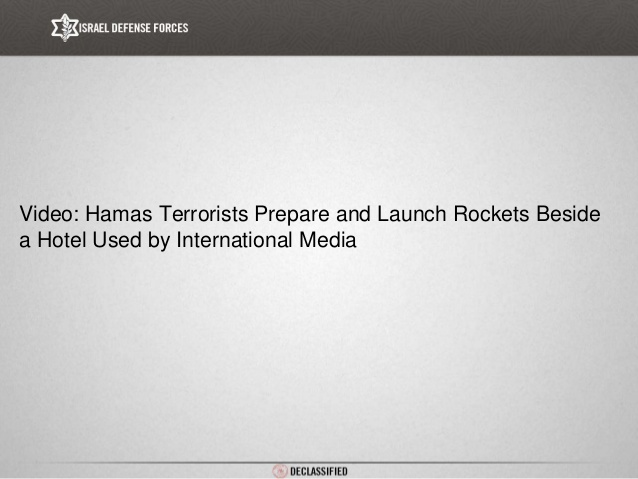 ISRAEL DEFENSE FORCES
Video: Hamas Terrorists Prepare and Launch Rockets Beside
a Hotel Used by International Media
DECLASSIFIED